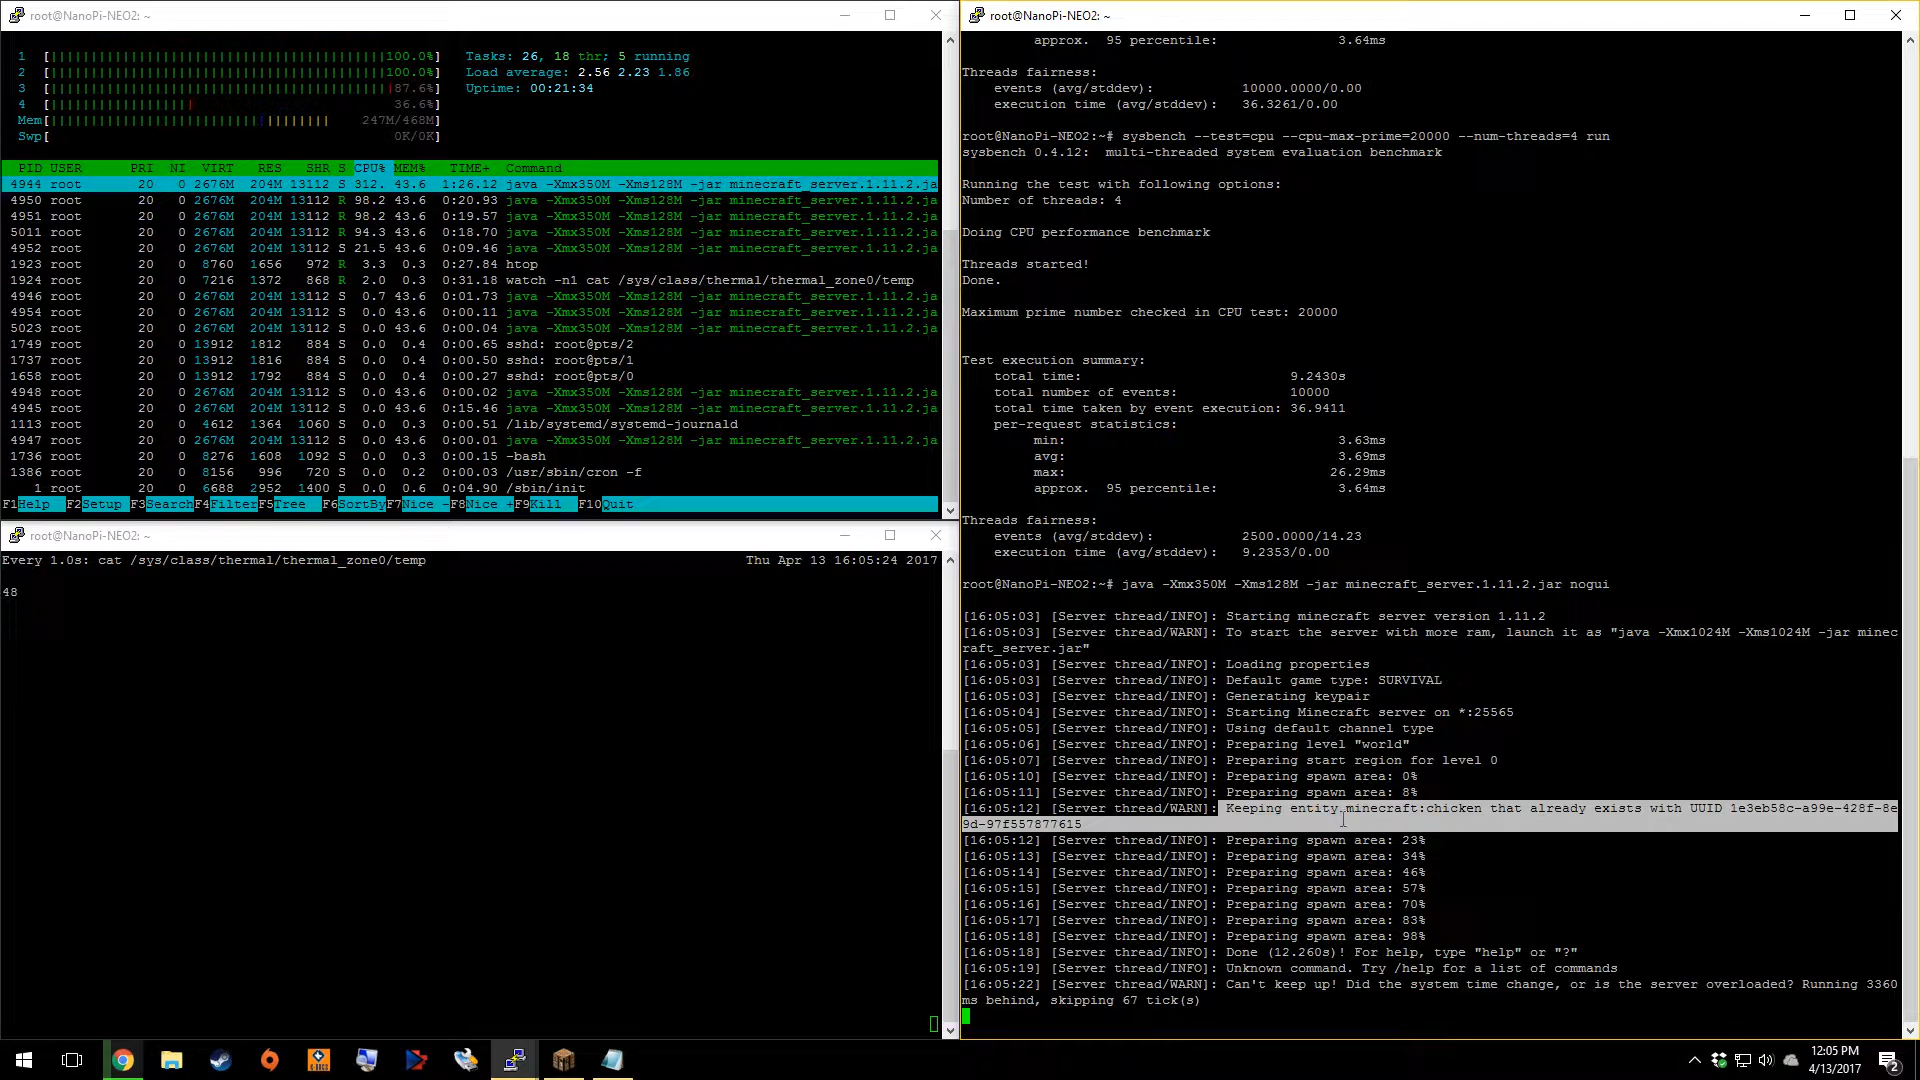 root@NanoPi-NEO2: ~
1 [100.0%] Tasks: 26, 18 thr; 5 running
2 [100.0%] Load average: 2.56 2.23 1.86
3 [87.6%] Uptime: 00:21:34
4 [36.6%]
Mem[247M/468M]
Swp[0K/0K]
PID USER PRI NI VIRT RES SHR S CPU% MEM% TIME+ Command
4944 root 20 0 2676M 204M 13112 S 312. 43.6 1:26.12 java -Xmx350M -Xms128M -jar minecraft_server.1.11.2.ja
4950 root 20 0 2676M 204M 13112 R 98.2 43.6 0:20.93 java -Xmx350M -Xms128M -jar minecraft_server.1.11.2.ja
4951 root 20 0 2676M 204M 13112 R 98.2 43.6 0:19.57 java -Xmx350M -Xms128M -jar minecraft_server.1.11.2.ja
5011 root 20 0 2676M 204M 13112 R 94.3 43.6 0:18.70 java -Xmx350M -Xms128M -jar minecraft_server.1.11.2.ja
4952 root 20 0 2676M 204M 13112 S 21.5 43.6 0:09.46 java -Xmx350M -Xms128M -jar minecraft_server.1.11.2.ja
1923 root 20 0 8760 1656 972 R 3.3 0.3 0:27.84 htop
1924 root 20 0 7216 1372 868 R 2.0 0.3 0:31.18 watch -n1 cat /sys/class/thermal/thermal_zone0/temp
4946 root 20 0 2676M 204M 13112 S 0.7 43.6 0:01.73 java -Xmx350M -Xms128M -jar minecraft_server.1.11.2.ja
4954 root 20 0 2676M 204M 13112 S 0.0 43.6 0:00.11 java -Xmx350M -Xms128M -jar minecraft_server.1.11.2.ja
5023 root 20 0 2676M 204M 13112 S 0.0 43.6 0:00.04 java -Xmx350M -Xms128M -jar minecraft_server.1.11.2.ja
1749 root 20 0 13912 1812 884 S 0.0 0.4 0:00.65 sshd: root@pts/2
1737 root 20 0 13912 1816 884 S 0.0 0.4 0:00.50 sshd: root@pts/1
1658 root 20 0 13912 1792 884 S 0.0 0.4 0:00.27 sshd: root@pts/0
4948 root 20 0 2676M 204M 13112 S 0.0 43.6 0:00.02 java -Xmx350M -Xms128M -jar minecraft_server.1.11.2.ja
4945 root 20 0 2676M 204M 13112 S 0.0 43.6 0:15.46 java -Xmx350M -Xms128M -jar minecraft_server.1.11.2.ja
1113 root 20 0 4612 1364 1060 S 0.0 0.3 0:00.51 /lib/systemd/systemd-journald
4947 root 20 0 2676M 204M 13112 S 0.0 43.6 0:00.01 java -Xmx350M -Xms128M -jar minecraft_server.1.11.2.ja
1736 root 20 0 8276 1608 1092 S 0.0 0.3 0:00.15 -bash
1386 root 20 0 8156 996 720 S 0.0 0.2 0:00.03 /usr/sbin/cron -f
1 root 20 0 6688 2952 1400 S 0.0 0.6 0:04.90 /sbin/init
F1Help F2Setup F3SearchF4FilterF5Tree F6SortByF7Nice -F8Nice +F9Kill F10Quit
root@NanoPi-NEO2: ~
Every 1.0s: cat /sys/class/thermal/thermal_zone0/temp Thu Apr 13 16:05:24 2017
48
root@NanoPi-NEO2: ~
approx. 95 percentile: 3.64ms
Threads fairness:
events (avg/stddev): 10000.0000/0.00
execution time (avg/stddev): 36.3261/0.00
root@NanoPi-NEO2:~# sysbench --test=cpu --cpu-max-prime=20000 --num-threads=4 run
sysbench 0.4.12: multi-threaded system evaluation benchmark
Running the test with following options:
Number of threads: 4
Doing CPU performance benchmark
Threads started!
Done.
Maximum prime number checked in CPU test: 20000
Test execution summary:
total time: 9.2430s
total number of events: 10000
total time taken by event execution: 36.9411
per-request statistics:
min: 3.63ms
avg: 3.69ms
max: 26.29ms
approx. 95 percentile: 3.64ms
Threads fairness:
events (avg/stddev): 2500.0000/14.23
execution time (avg/stddev): 9.2353/0.00
root@NanoPi-NEO2:~# java -Xmx350M -Xms128M -jar minecraft_server.1.11.2.jar nogui
[16:05:03] [Server thread/INFO]: Starting minecraft server version 1.11.2
[16:05:03] [Server thread/WARN]: To start the server with more ram, launch it as "java -Xmx1024M -Xms1024M -jar minec
raft_server.jar"
[16:05:03] [Server thread/INFO]: Loading properties
[16:05:03] [Server thread/INFO]: Default game type: SURVIVAL
[16:05:03] [Server thread/INFO]: Generating keypair
[16:05:04] [Server thread/INFO]: Starting Minecraft server on *:25565
[16:05:05] [Server thread/INFO]: Using default channel type
[16:05:06] [Server thread/INFO]: Preparing level "world"
[16:05:07] [Server thread/INFO]: Preparing start region for level 0
[16:05:10] [Server thread/INFO]: Preparing spawn area: 0%
[16:05:11] [Server thread/INFO]: Preparing spawn area: 8%
[16:05:12] [Server thread/WARN]: Keeping entity minecraft:chicken that already exists with UUID 1e3eb58c-a99e-428f-8e
9d-97f557877615
[16:05:12] [Server thread/INFO]: Preparing spawn area: 23%
[16:05:13] [Server thread/INFO]: Preparing spawn area: 34%
[16:05:14] [Server thread/INFO]: Preparing spawn area: 46%
[16:05:15] [Server thread/INFO]: Preparing spawn area: 57%
[16:05:16] [Server thread/INFO]: Preparing spawn area: 70%
[16:05:17] [Server thread/INFO]: Preparing spawn area: 83%
[16:05:18] [Server thread/INFO]: Preparing spawn area: 98%
[16:05:18] [Server thread/INFO]: Done (12.260s)! For help, type "help" or "?"
[16:05:19] [Server thread/INFO]: Unknown command. Try /help for a list of commands
[16:05:22] [Server thread/WARN]: Can't keep up! Did the system time change, or is the server overloaded? Running 3360
ms behind, skipping 67 tick(s)
12:05 PM
4/13/2017
2